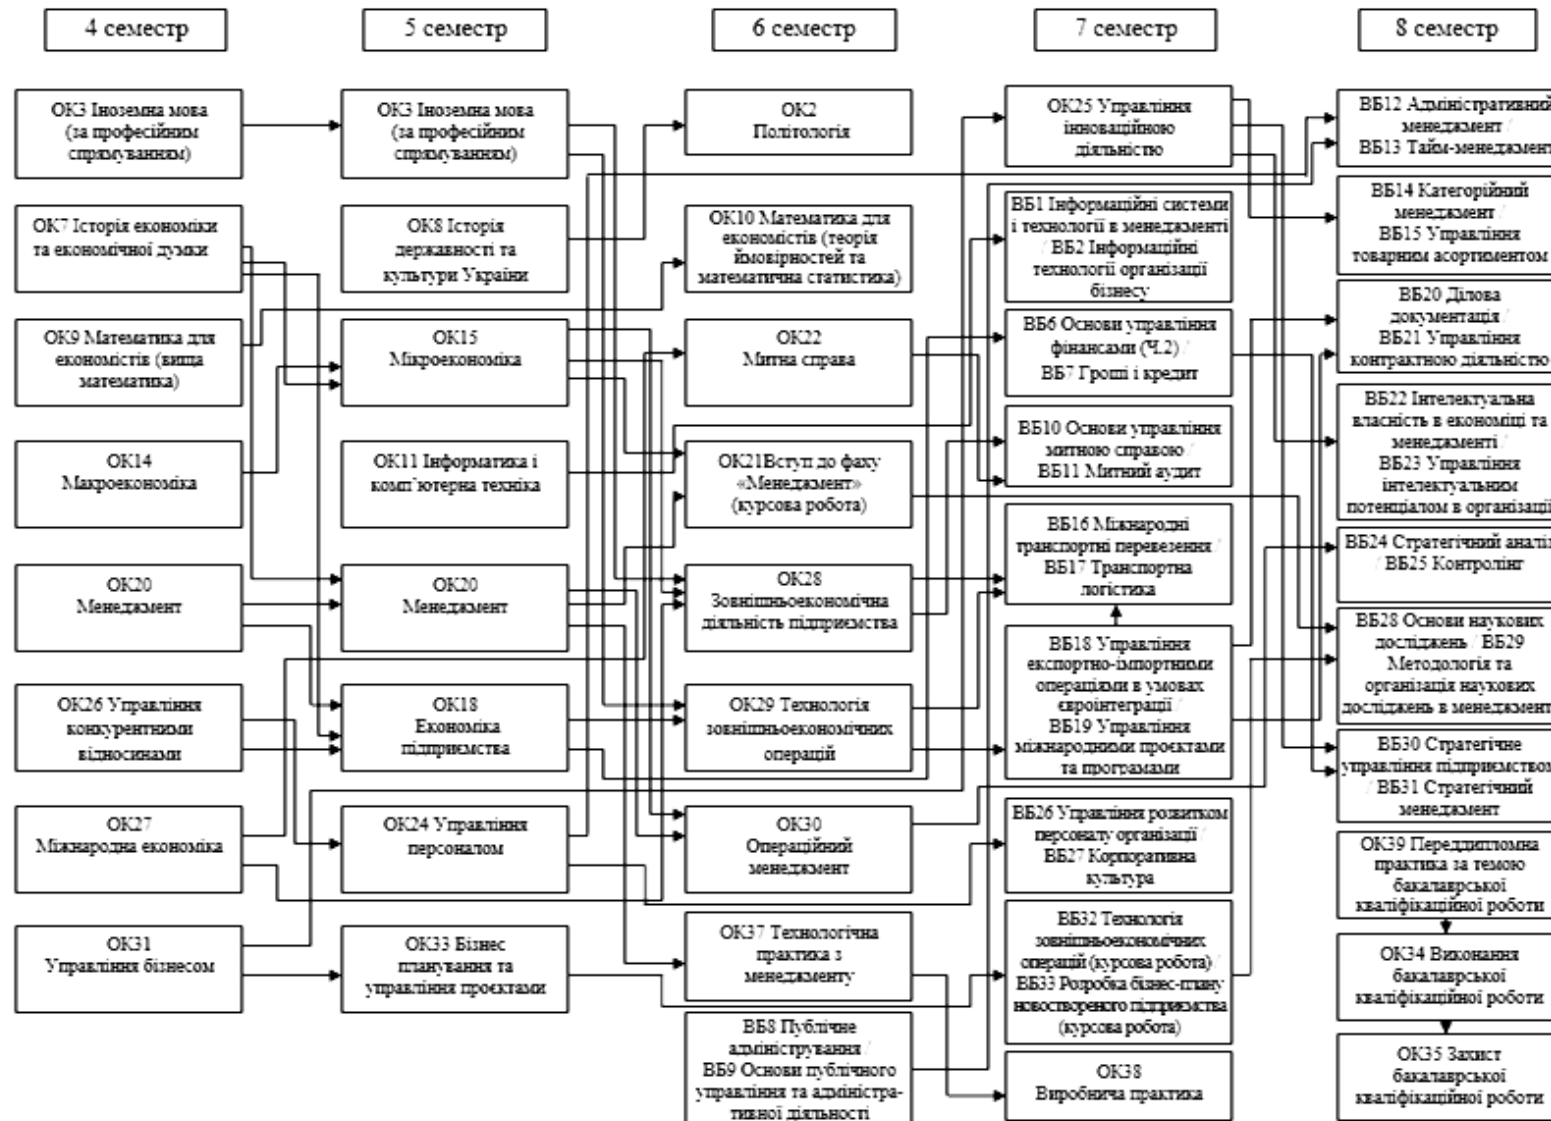 4 семестр
5 семестр
6 семестр
7 семестр
8 семестр
ОК3 Іноземна мова
(за професійним
спрямуванням)
ОК7 Історія економіки
та економічної думки
ОК9 Математика для
економістів (вища
математика)
ОК14
Макроекономіка
ОК20
Менеджмент
ОК26 Управління
конкурентними
відносинами
ОК27
Міжнародна економіка
ОК31
Управління бізнесом
ОК3 Іноземна мова
(за професійним
спрямуванням)
ОК8 Історія
державності та
культури України
ОК15
Мікроекономіка
ОК11 Інформатика і
комп'ютерна техніка
ОК20
Менеджмент
ОК18
Економіка
підприємства
ОК24 Управління
персоналом
ОК33 Бізнес
планування та
управління проєктами
ОК2
Політологія
ОК10 Математика для
економістів (теорія
ймовірностей та
математична статистика)
ОК22
Митна справа
ОК21Вступ до фаху
«Менеджмент»
(курсова робота)
ОК28
Зовнішньоекономічна
діяльність підприємства
ОК29 Технологія
зовнішньоекономічних
операцій
ОК30
Операційний
менеджмент
ОК37 Технологічна
практика з
менеджменту
ВБ8 Публічне
адміністрування /
ВБ9 Основи публічного
управління та адміністра-
тивної діяльності
ОК25 Управління
інноваційною
діяльністю
ВБ1 Інформаційні системи
і технології в менеджменті
/ ВБ2 Інформаційні
технології організації
бізнесу
ВБ6 Основи управління
фінансами (Ч.2) /
ВБ7 Гроші і кредит
ВБ10 Основи управління
митною справою /
ВБ11 Митний аудит
ВБ16 Міжнародні
транспортні перевезення /
ВБ17 Транспортна
логістика
ВБ18 Управління
експортно-імпортними
операціями в умовах
євроінтеграції /
ВБ19 Управління
міжнародними проєктами
та програмами
ВБ26 Управління розвитком
персоналу організації /
ВБ27 Корпоративна
культура
ВБ32 Технологія
зовнішньоекономічних
операцій (курсова робота) /
ВБ33 Розробка бізнес-плану
новоствореного підприємства
(курсова робота)
ОК38
Виробнича практика
ВБ12 Адміністративний
менеджмент /
ВБ13 Тайм-менеджмент
ВБ14 Категорійний
менеджмент /
ВБ15 Управління
товарним асортиментом
ВБ20 Ділова
документація /
ВБ21 Управління
контрактною діяльністю
ВБ22 Інтелектуальна
власність в економіці та
менеджменті /
ВБ23 Управління
інтелектуальним
потенціалом в організації
ВБ24 Стратегічний аналіз
/ ВБ25 Контролінг
ВБ28 Основи наукових
досліджень / ВБ29
Методологія та
організація наукових
досліджень в менеджмент
ВБ30 Стратегічне
управління підприємством
/ ВБ31 Стратегічний
менеджмент
ОК39 Переддипломна
практика за темою
бакалаврської
кваліфікаційної роботи
ОК34 Виконання
бакалаврської
кваліфікаційної роботи
ОК35 Захист
бакалаврської
кваліфікаційної роботи